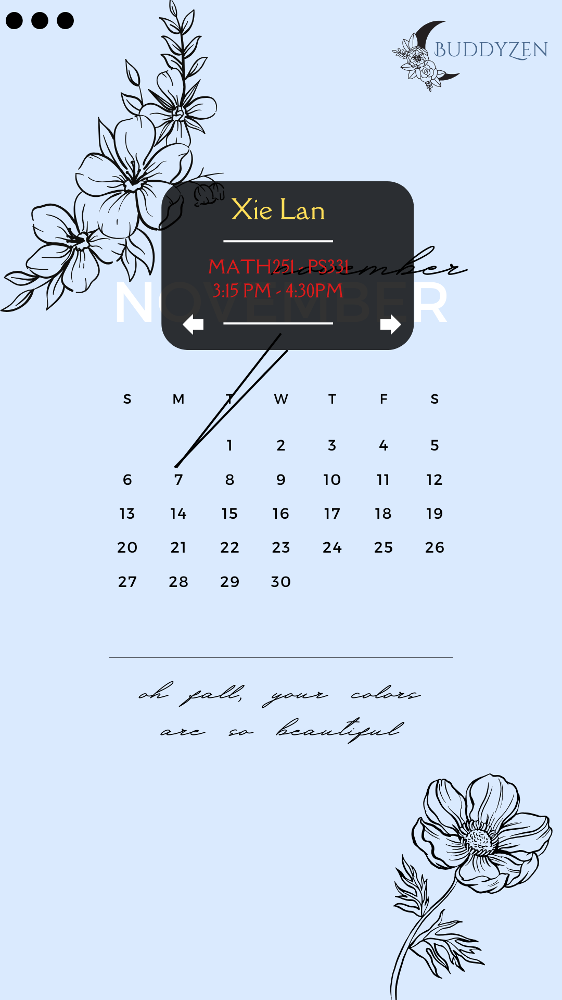 BUDDYZEN
Xie Lan
MATH251 - PS331
3:15 PM - 4:30PM
november
NOVEMBER
S M T W T F S
1 2 3 4 5
6 7 8 9 10 11 12
13 14 15 16 17 18 19
20 21 22 23 24 25 26
27 28 29 30
oh fall, your colors
are so beautiful